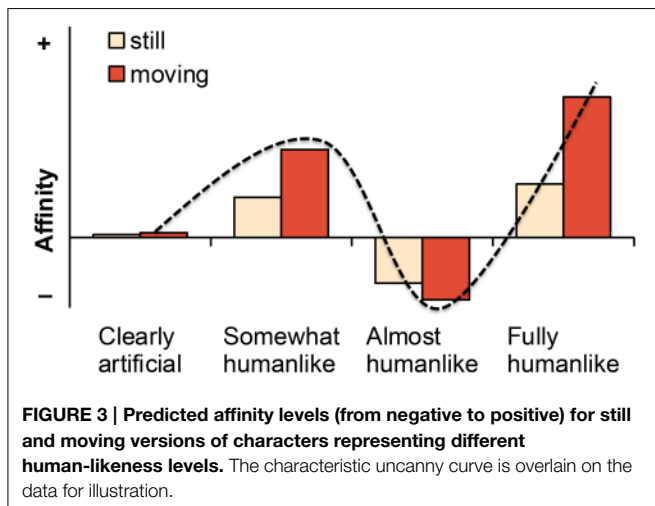 +
still
moving
Affinity
–
Clearly artificial
Somewhat humanlike
Almost humanlike
Fully humanlike
FIGURE 3 | Predicted affinity levels (from negative to positive) for still
and moving versions of characters representing different
human-likeness levels. The characteristic uncanny curve is overlain on the
data for illustration.